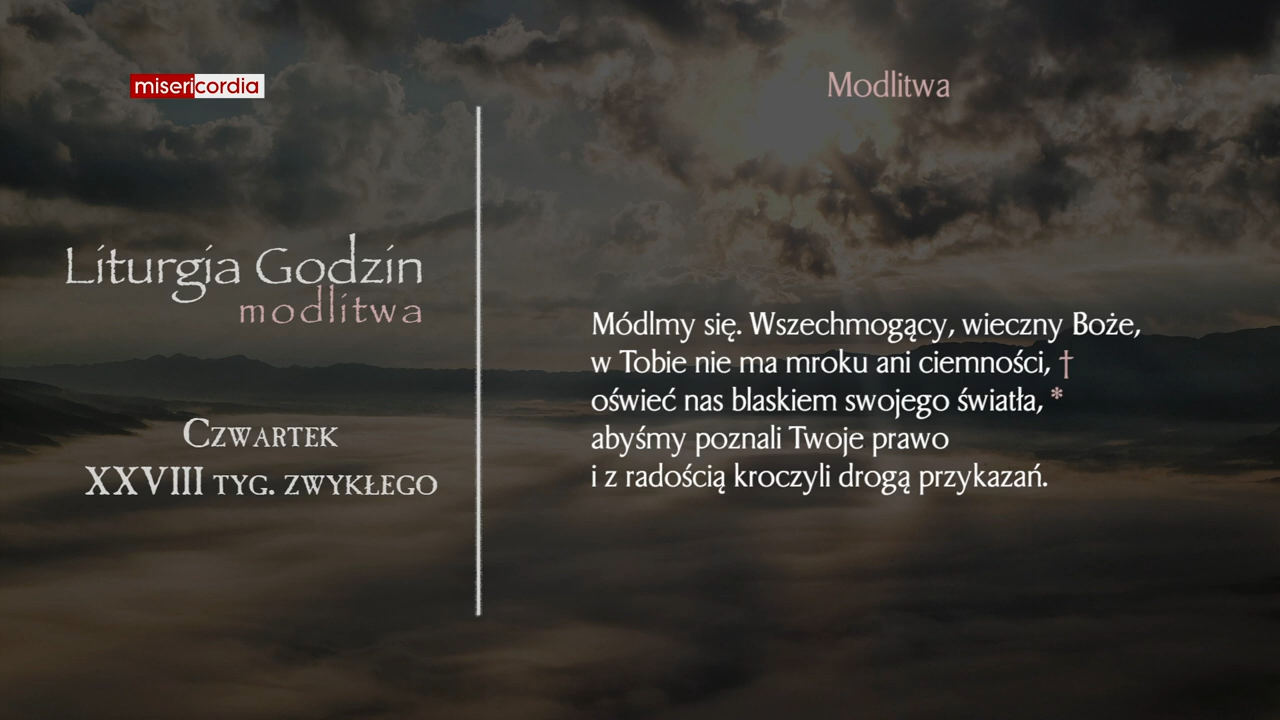 misericordia
Liturgia Godzin
modlitwa
Czwartek
XXVIII tyg. zwykłego
Modlitwa
Módlmy się. Wszechmogący, wieczny Boże,
w Tobie nie ma mroku ani ciemności, †
oświeć nas blaskiem swojego światła, *
abyśmy poznali Twoje prawo
i z radością kroczyli drogą przykazań.